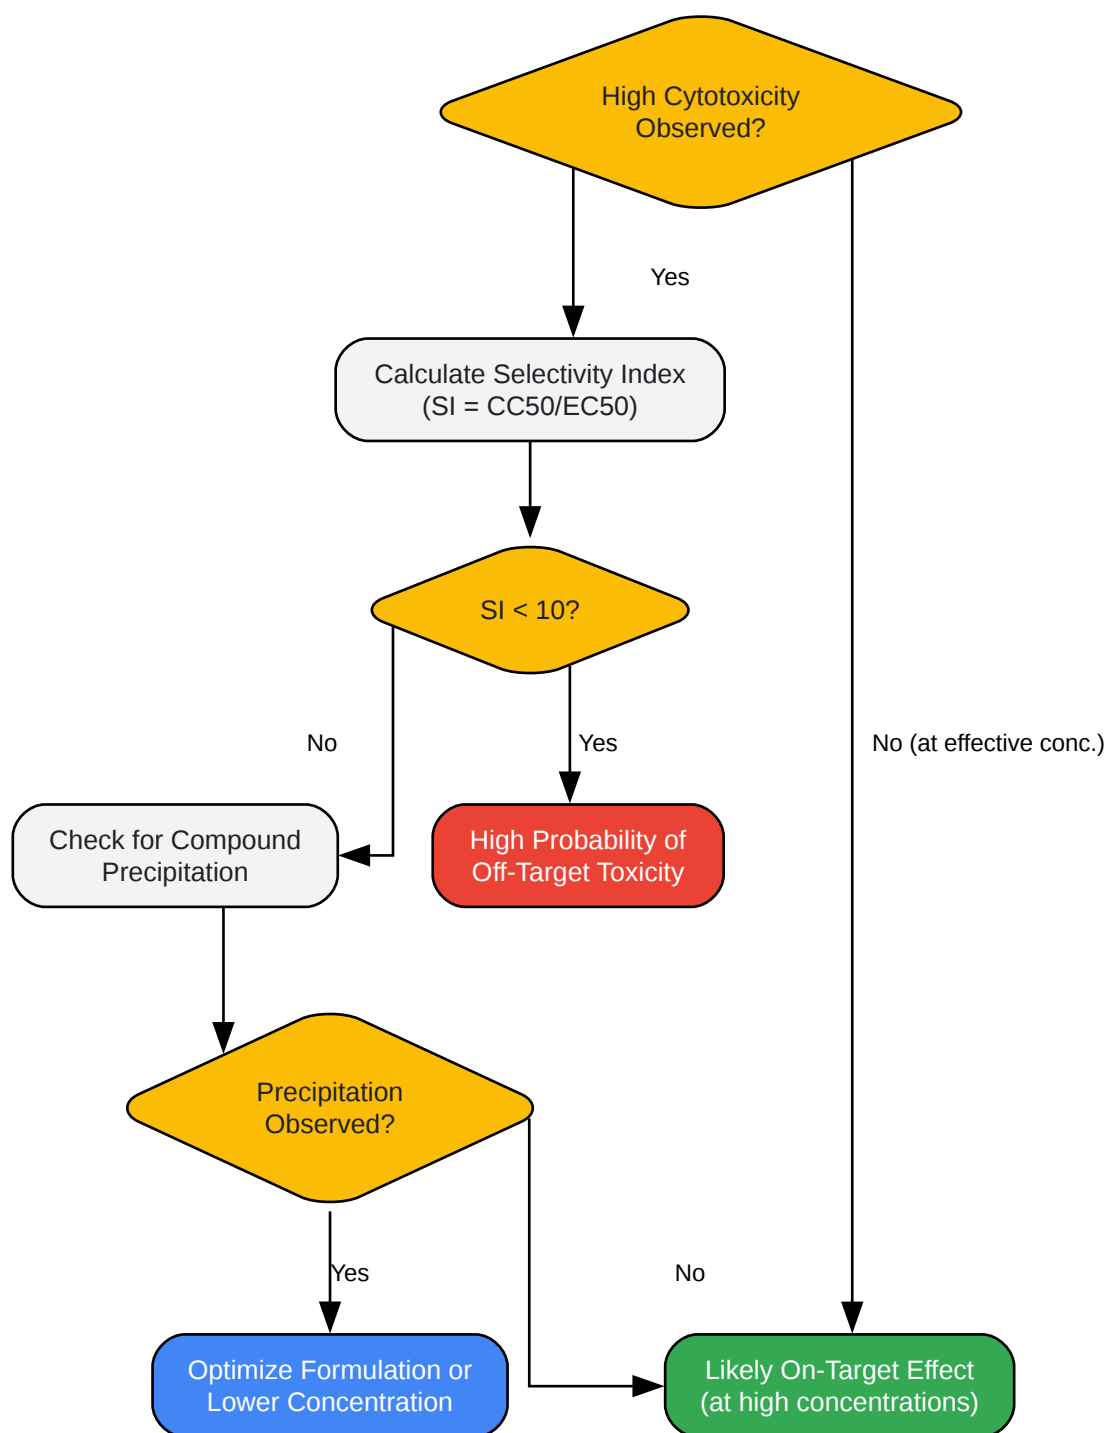 High Cytotoxicity
Observed?
Yes
Calculate Selectivity Index
(SI = CC50/EC50)
SI < 10?
No
Yes
No (at effective conc.)
Check for Compound
Precipitation
High Probability of
Off-Target Toxicity
Precipitation
Observed?
Yes
No
Optimize Formulation or
Lower Concentration
Likely On-Target Effect
(at high concentrations)